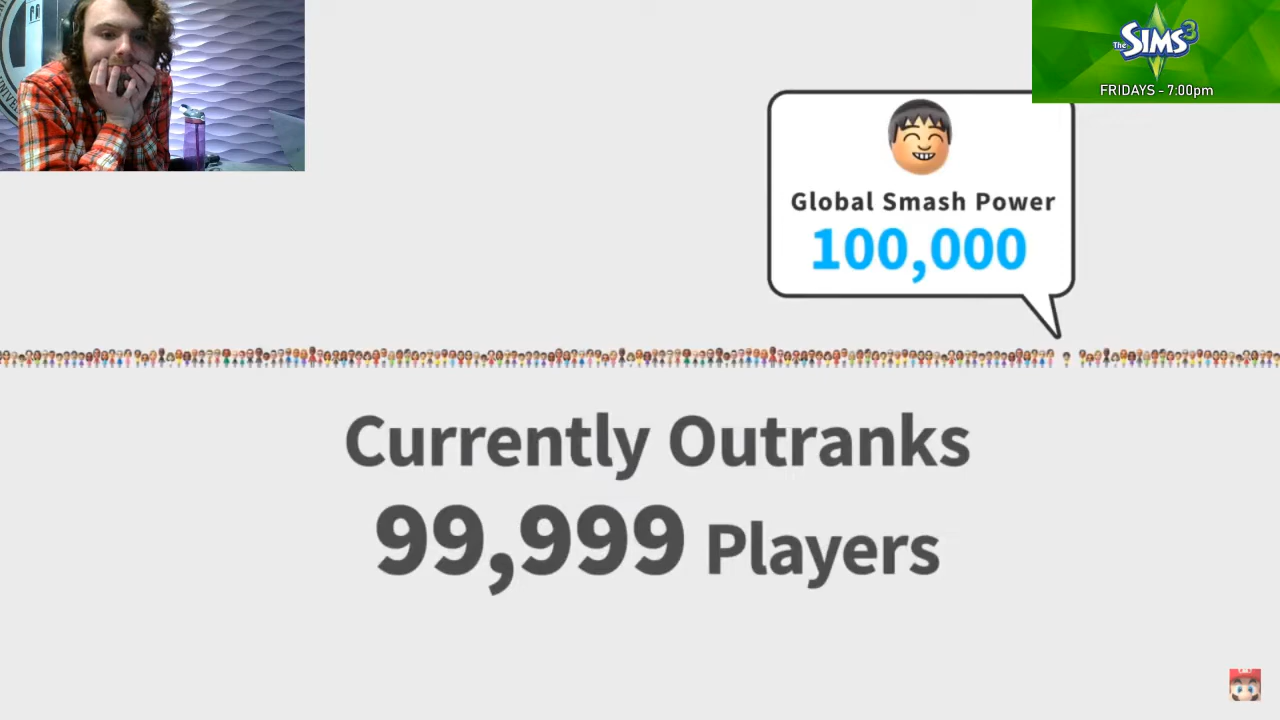 The SIMS 3
FRIDAYS - 7:00pm
Global Smash Power
100,000
Currently Outranks
99,999 Players